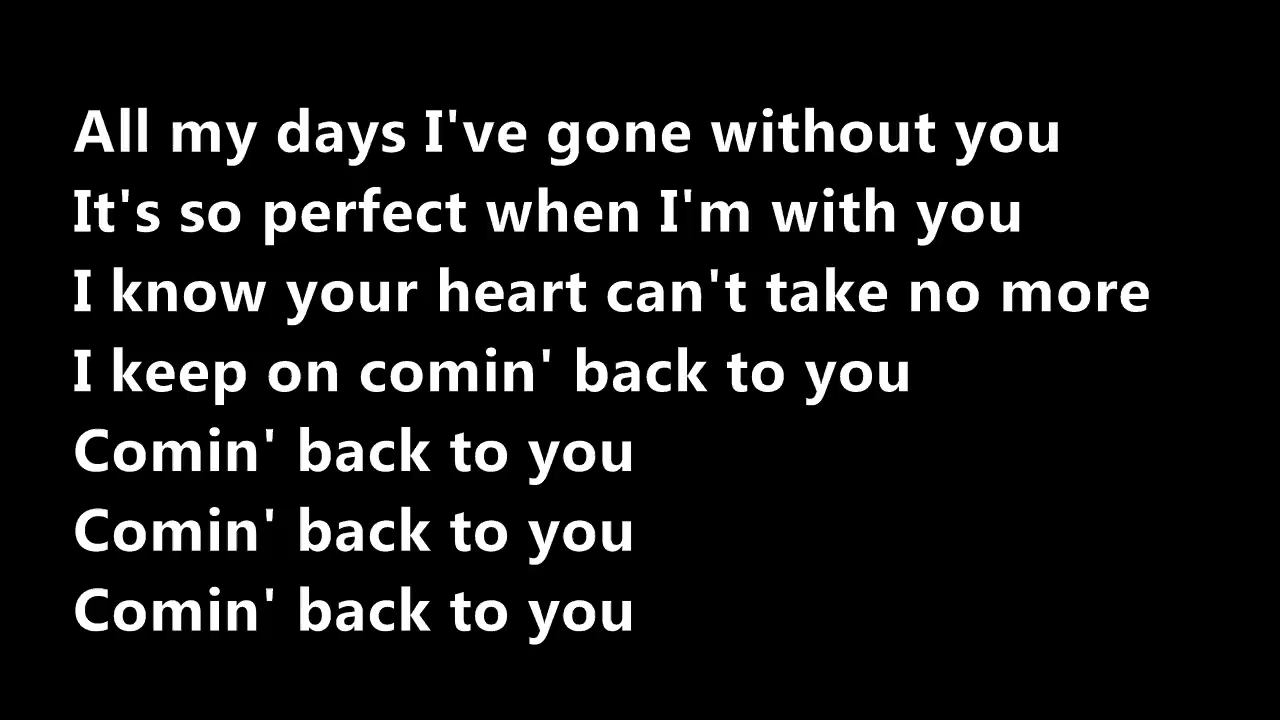 All my days I've gone without you
It's so perfect when I'm with you
I know your heart can't take no more
I keep on comin' back to you
Comin' back to you
Comin' back to you
Comin' back to you